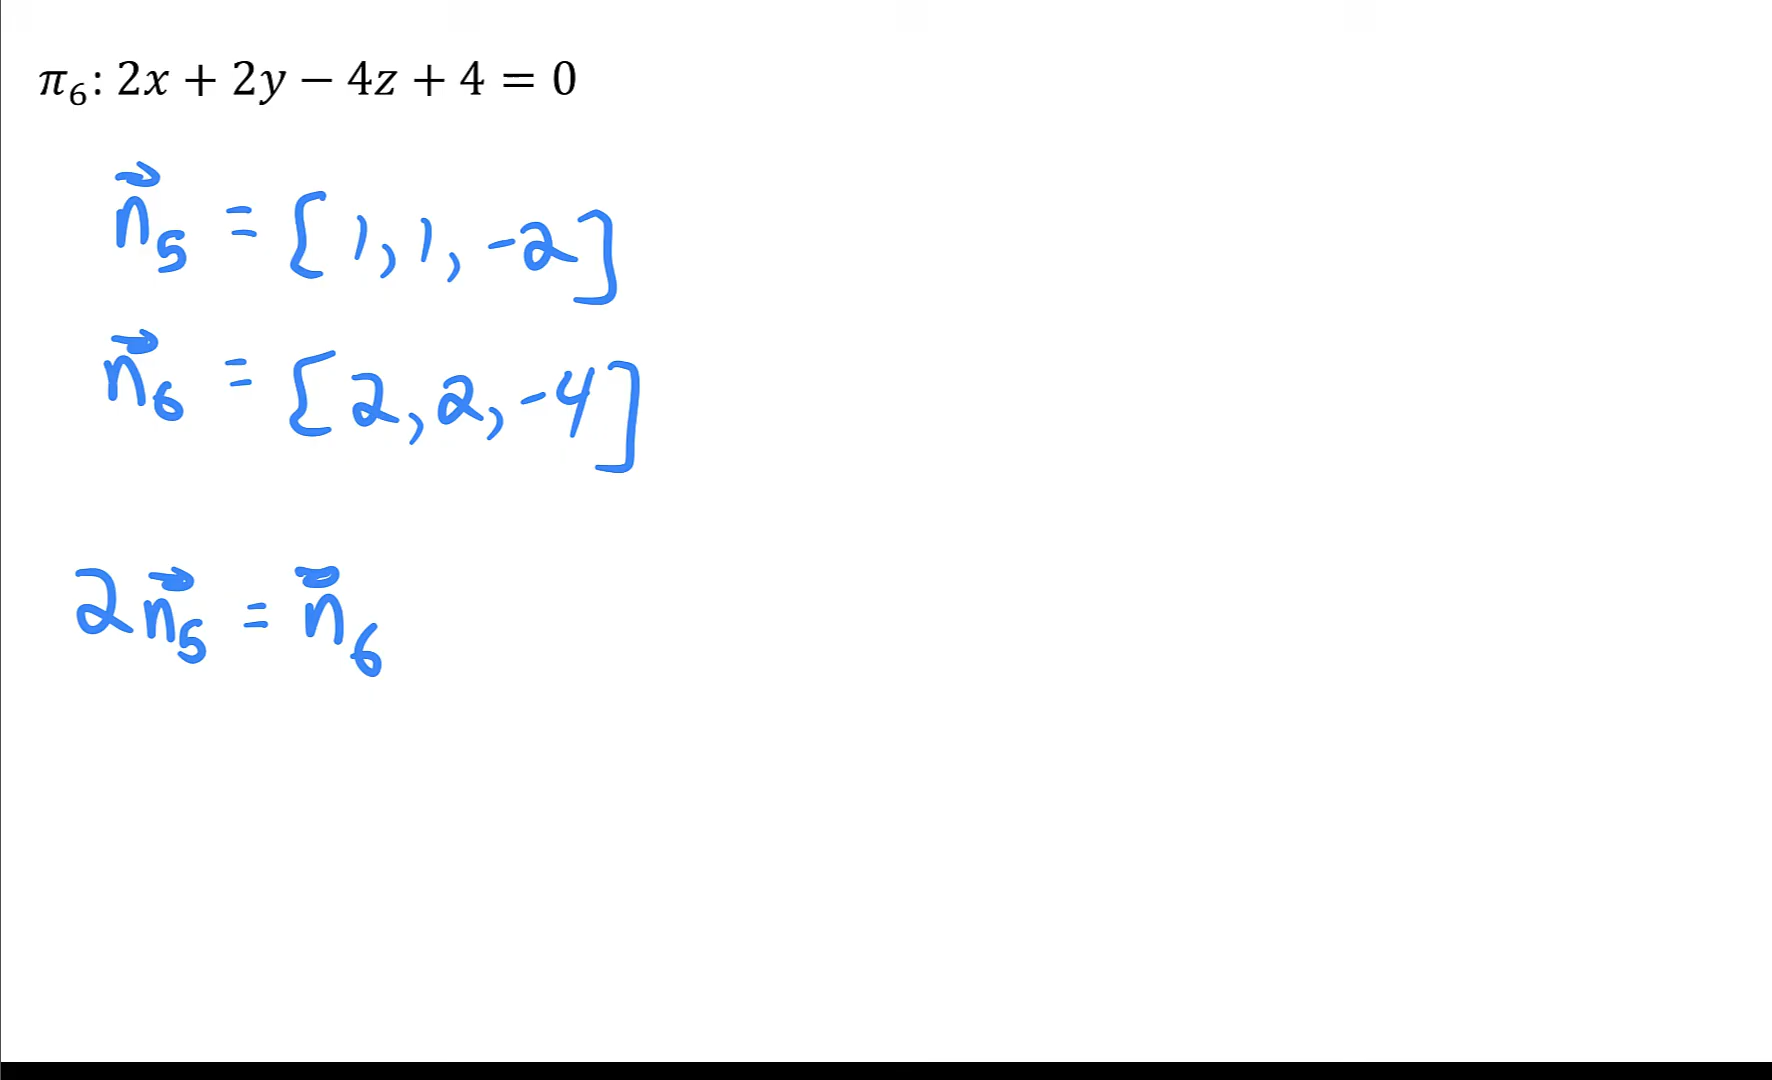 π₆: 2x + 2y − 4z + 4 = 0
n⃗₅ = [1, 1, -2]
n⃗₆ = [2, 2, -4]
2n⃗₅ = n⃗₆